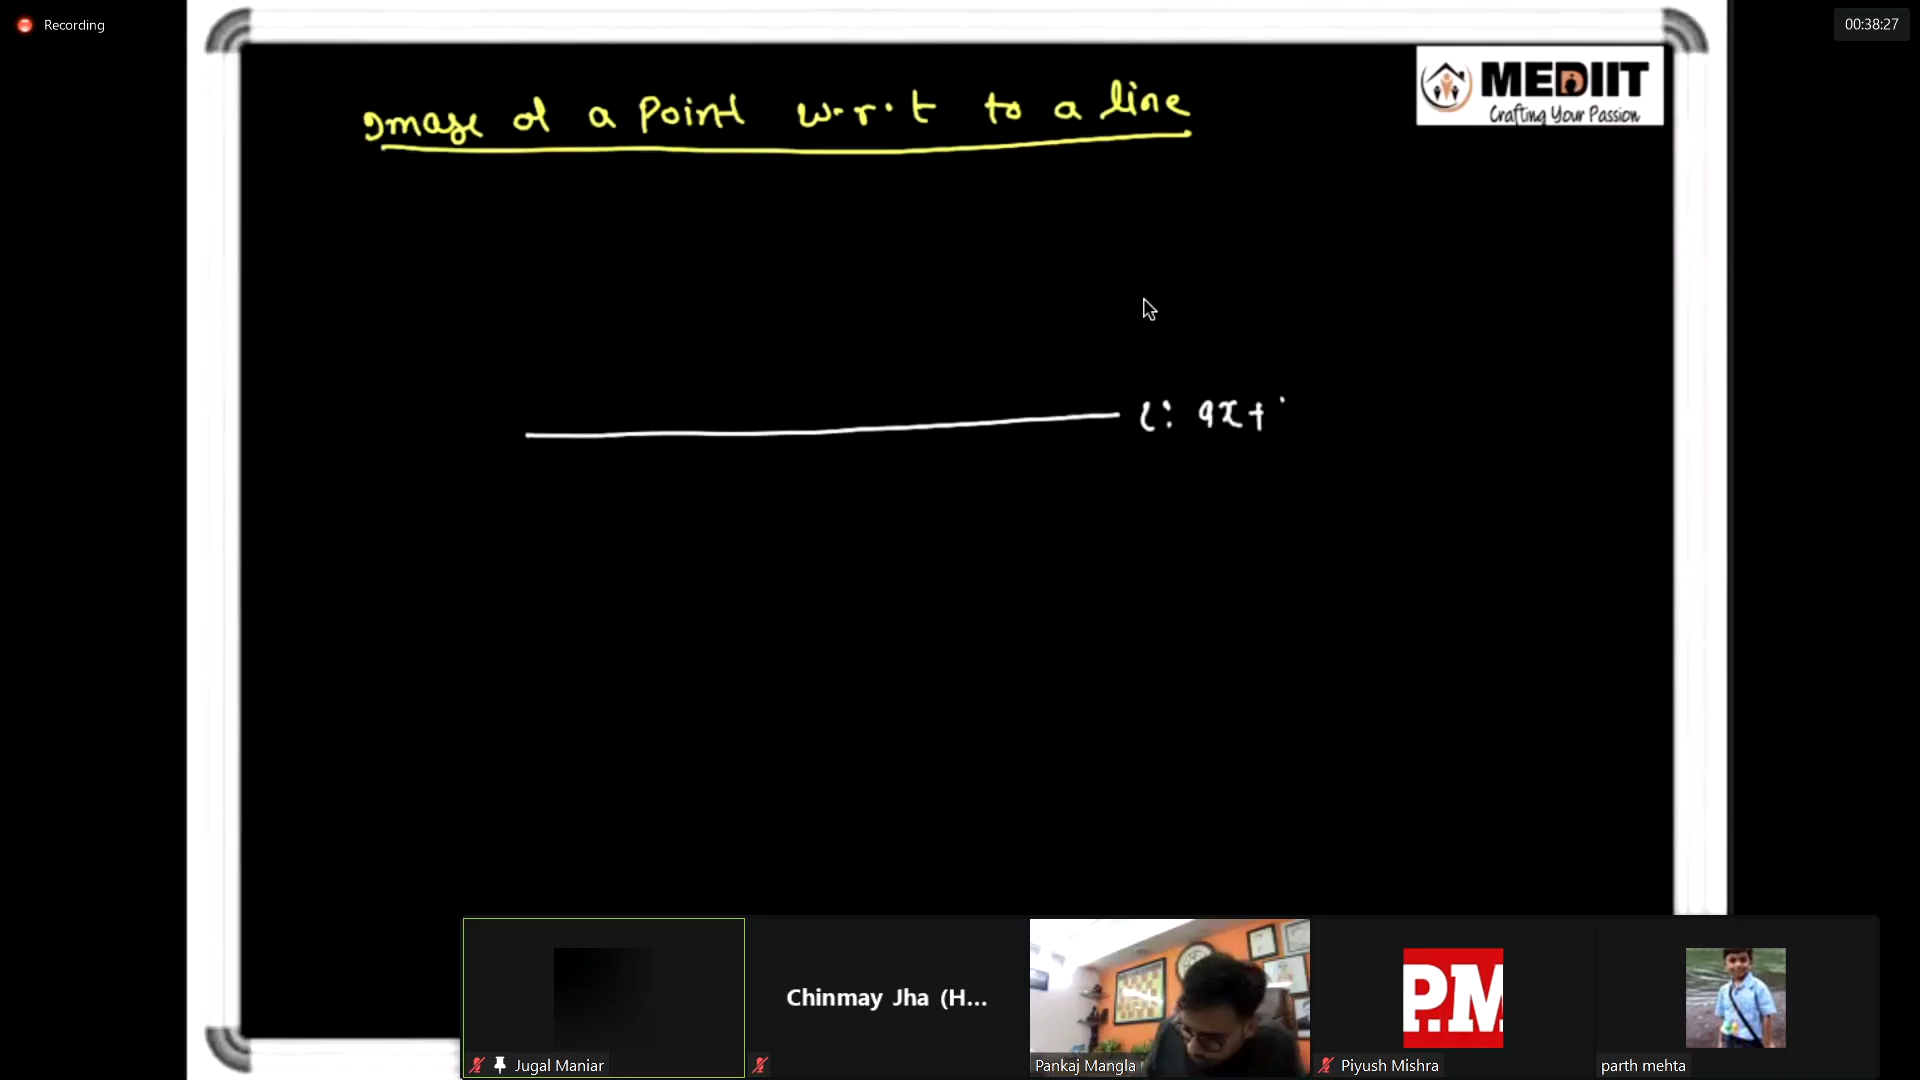 Recording
00:38:27
MEDIIT
Crafting Your Passion
Image of a Point w.r.t to a line
L: ax+
Chinmay Jha (H...
P.M
Jugal Maniar
Pankaj Mangla
Piyush Mishra
parth mehta